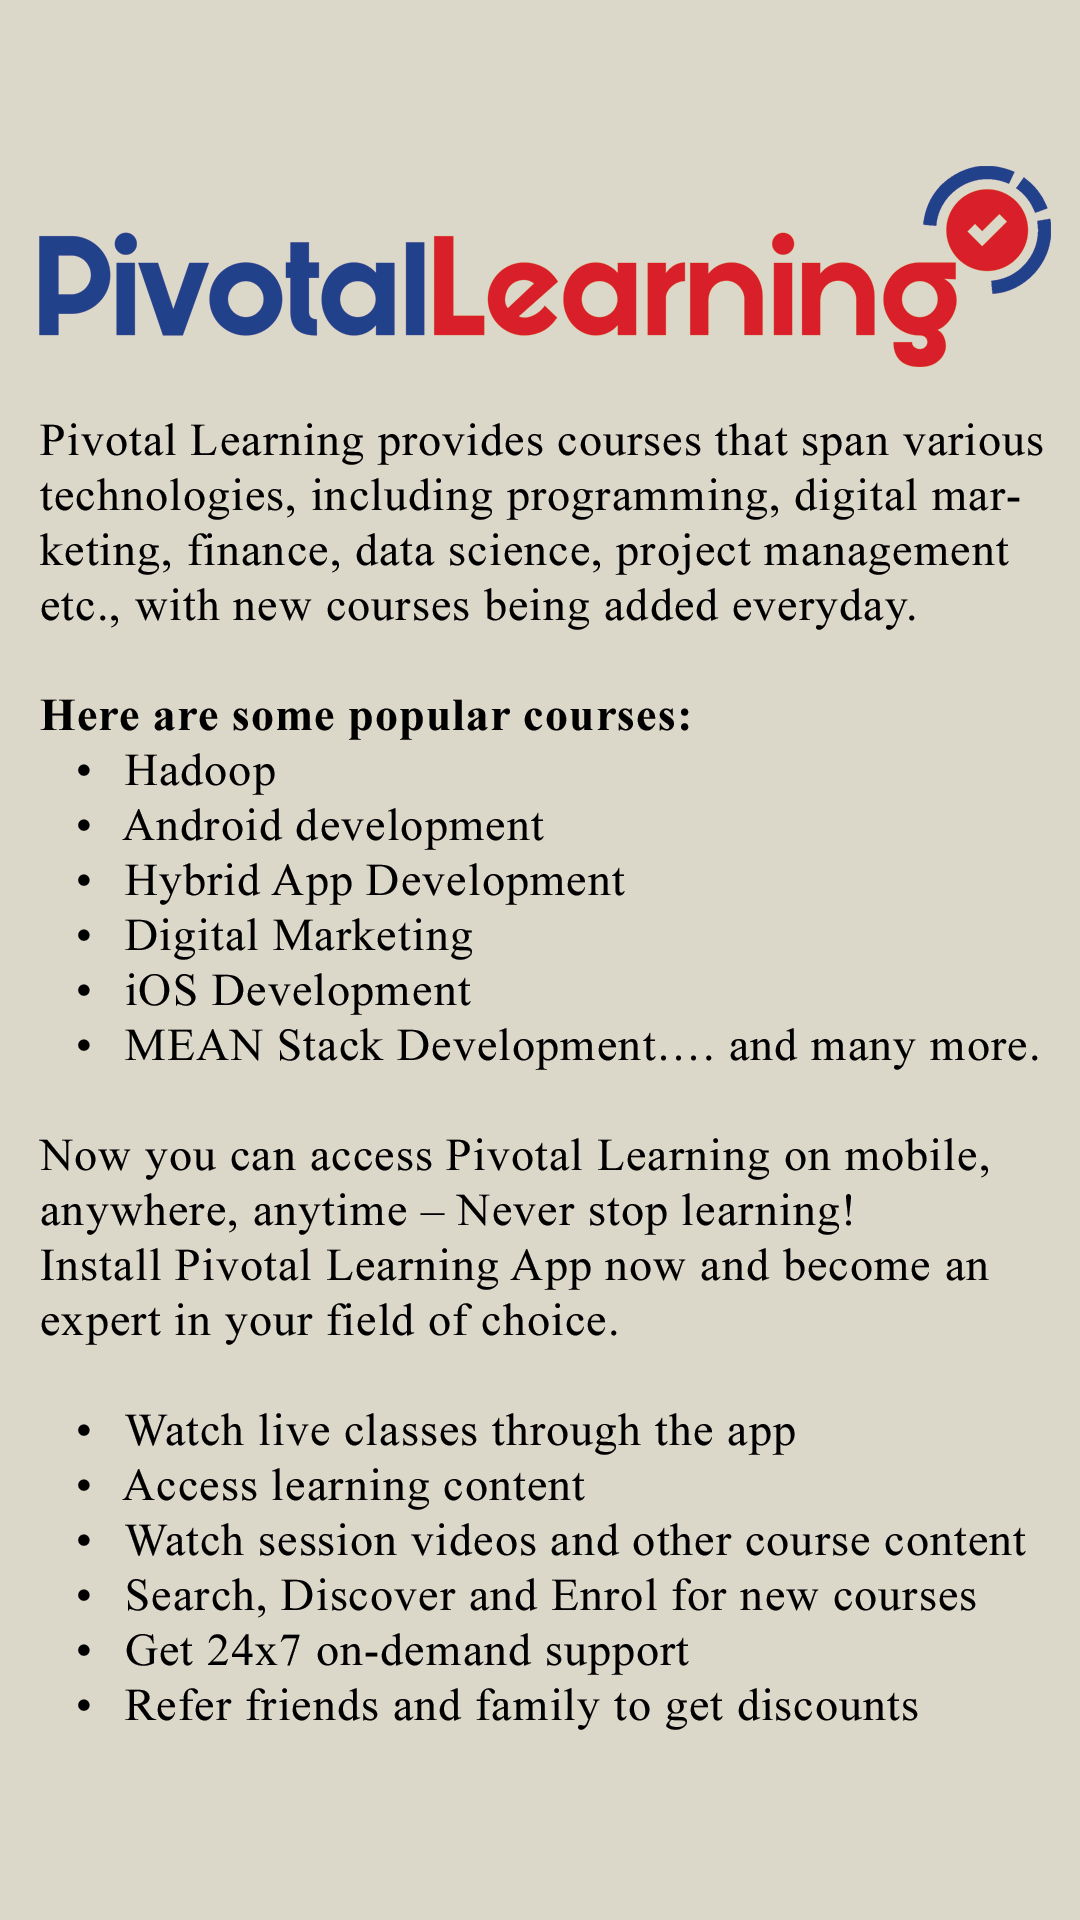 PivotalLearning
Pivotal Learning provides courses that span various
technologies, including programming, digital mar-
keting, finance, data science, project management
etc., with new courses being added everyday.
Here are some popular courses:
• Hadoop
• Android development
• Hybrid App Development
• Digital Marketing
• iOS Development
• MEAN Stack Development…. and many more.
Now you can access Pivotal Learning on mobile,
anywhere, anytime – Never stop learning!
Install Pivotal Learning App now and become an
expert in your field of choice.
• Watch live classes through the app
• Access learning content
• Watch session videos and other course content
• Search, Discover and Enrol for new courses
• Get 24x7 on-demand support
• Refer friends and family to get discounts